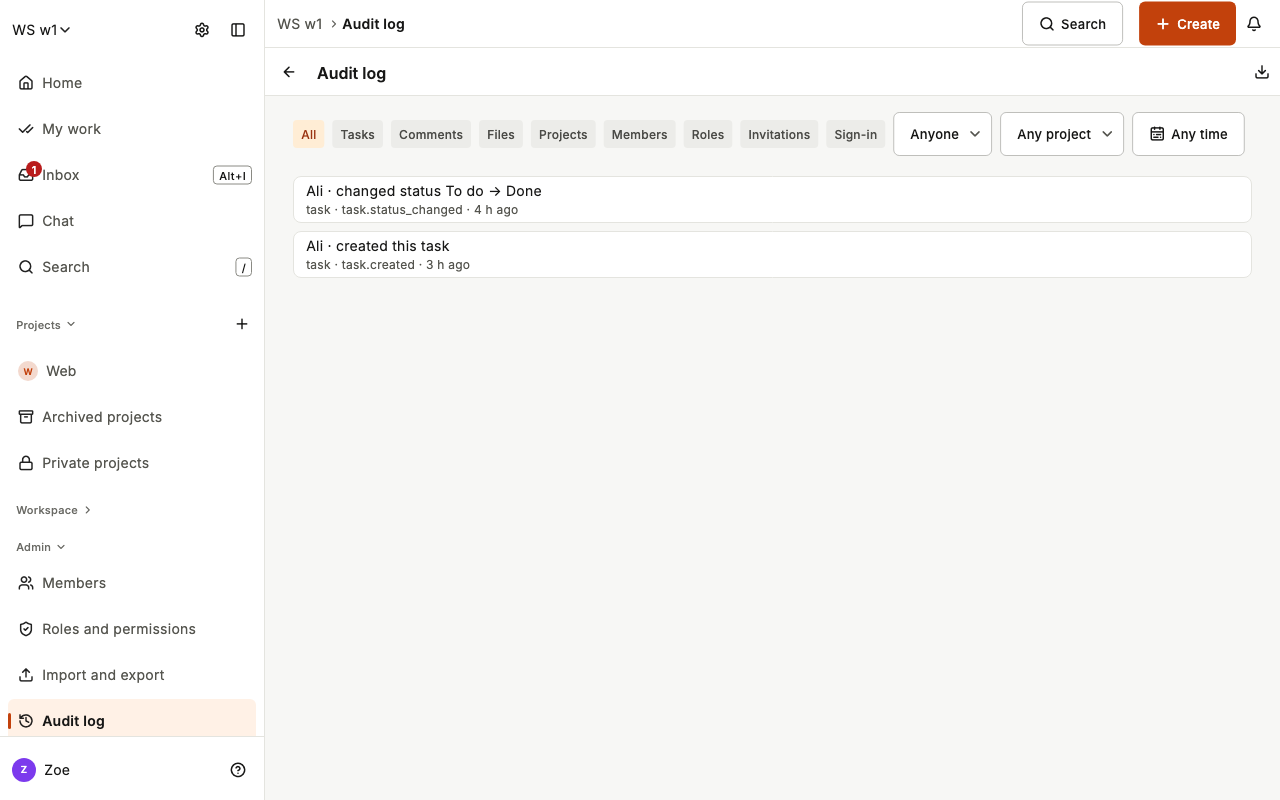 WS w1
Home
My work
1
Inbox
Alt+I
Chat
Search
/
Projects
W
Web
Archived projects
Private projects
Workspace
Admin
Members
Roles and permissions
Import and export
Audit log
Z
Zoe
WS w1 > Audit log
Search
+ Create
Audit log
All Tasks Comments Files Projects Members Roles Invitations Sign-in Anyone Any project Any time
Ali · changed status To do → Done
task · task.status_changed · 4 h ago
Ali · created this task
task · task.created · 3 h ago